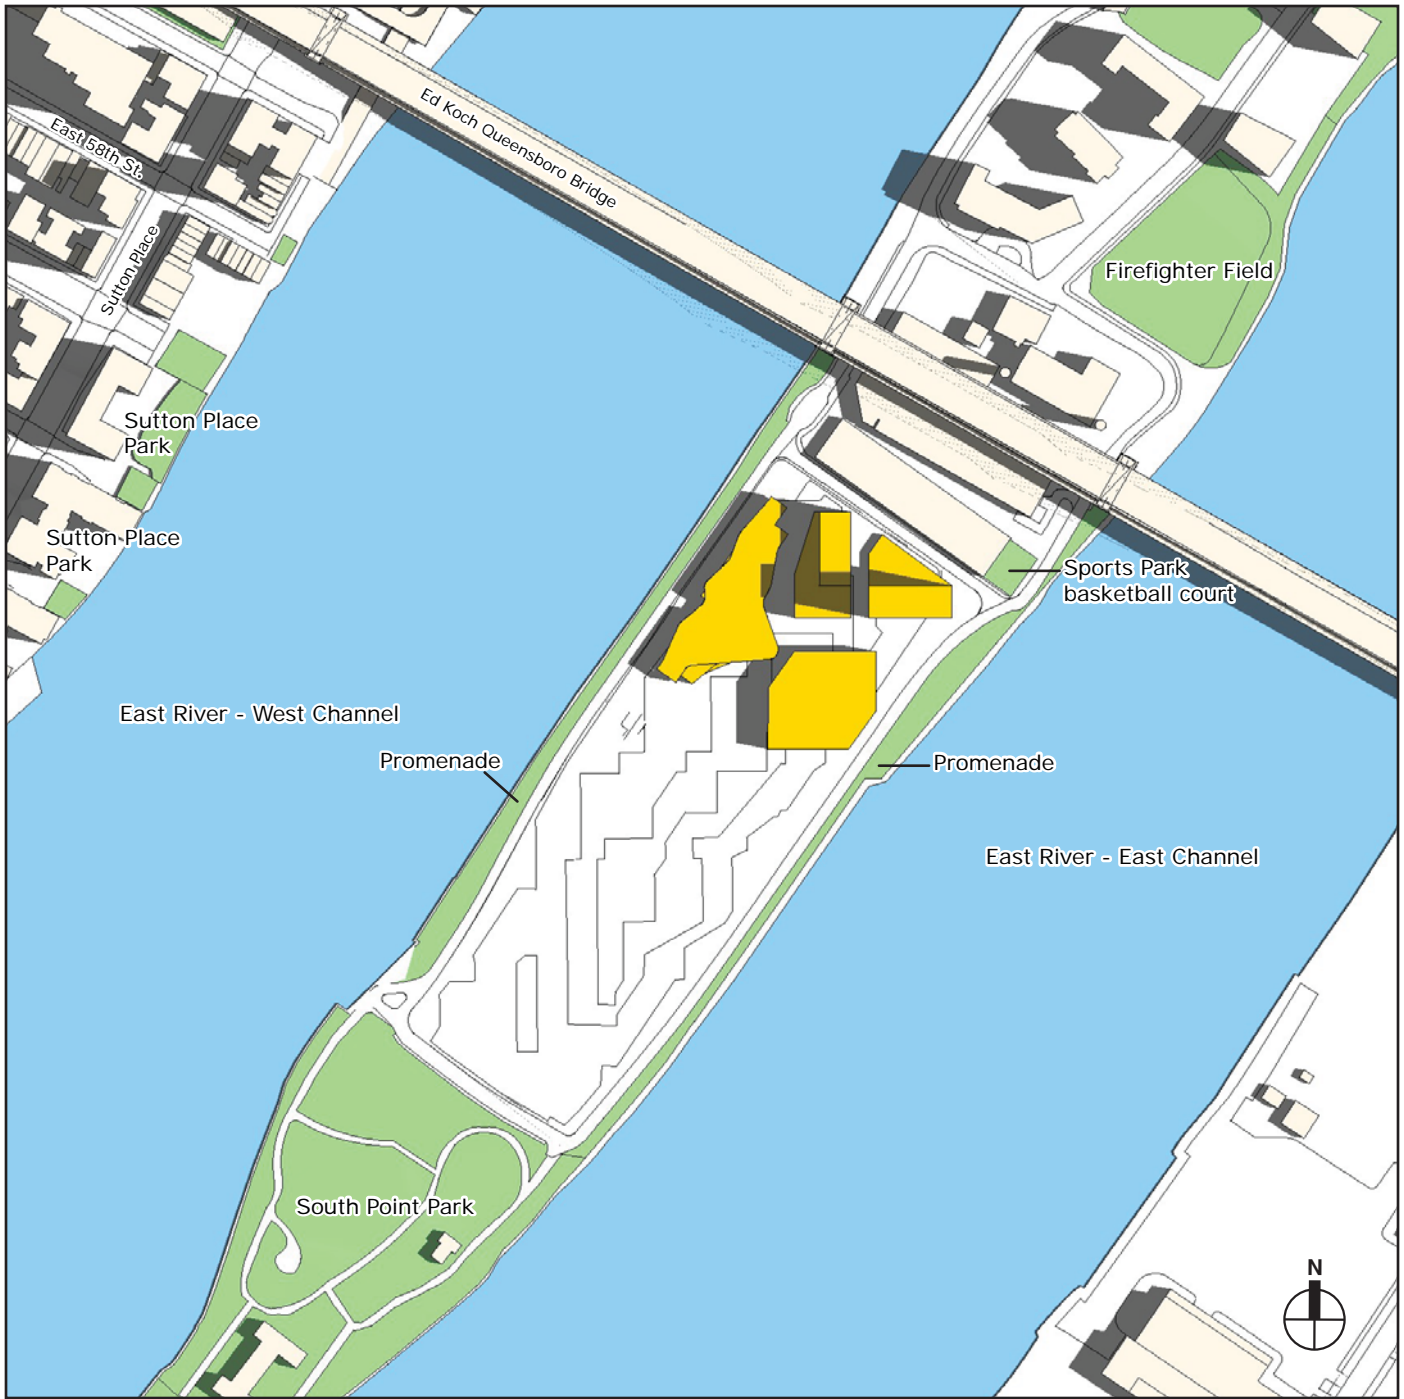 Ed Koch Queensboro Bridge
East 58th St.
Sutton Place
Firefighter Field
Sutton Place
Park
Sutton Place
Park
Sports Park
basketball court
East River - West Channel
Promenade
Promenade
East River - East Channel
South Point Park
N